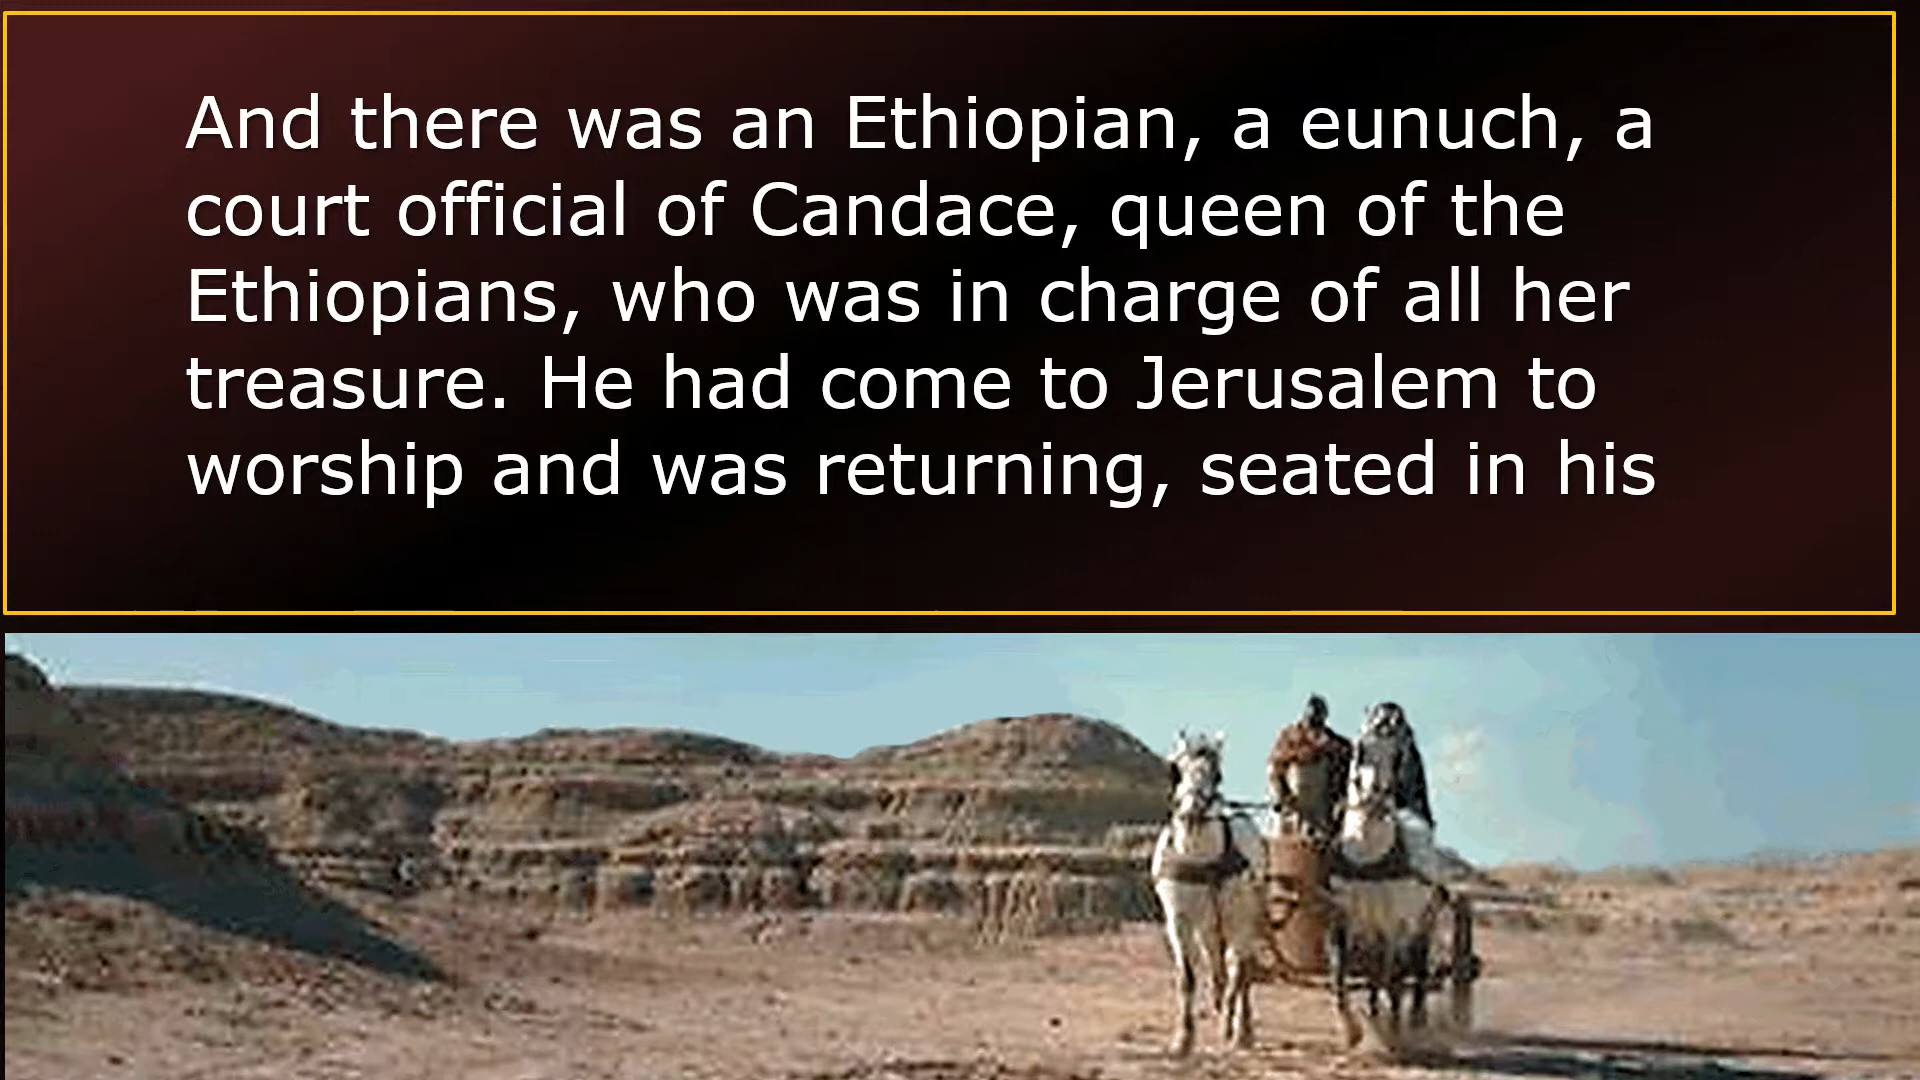 And there was an Ethiopian, a eunuch, a
court official of Candace, queen of the
Ethiopians, who was in charge of all her
treasure. He had come to Jerusalem to
worship and was returning, seated in his